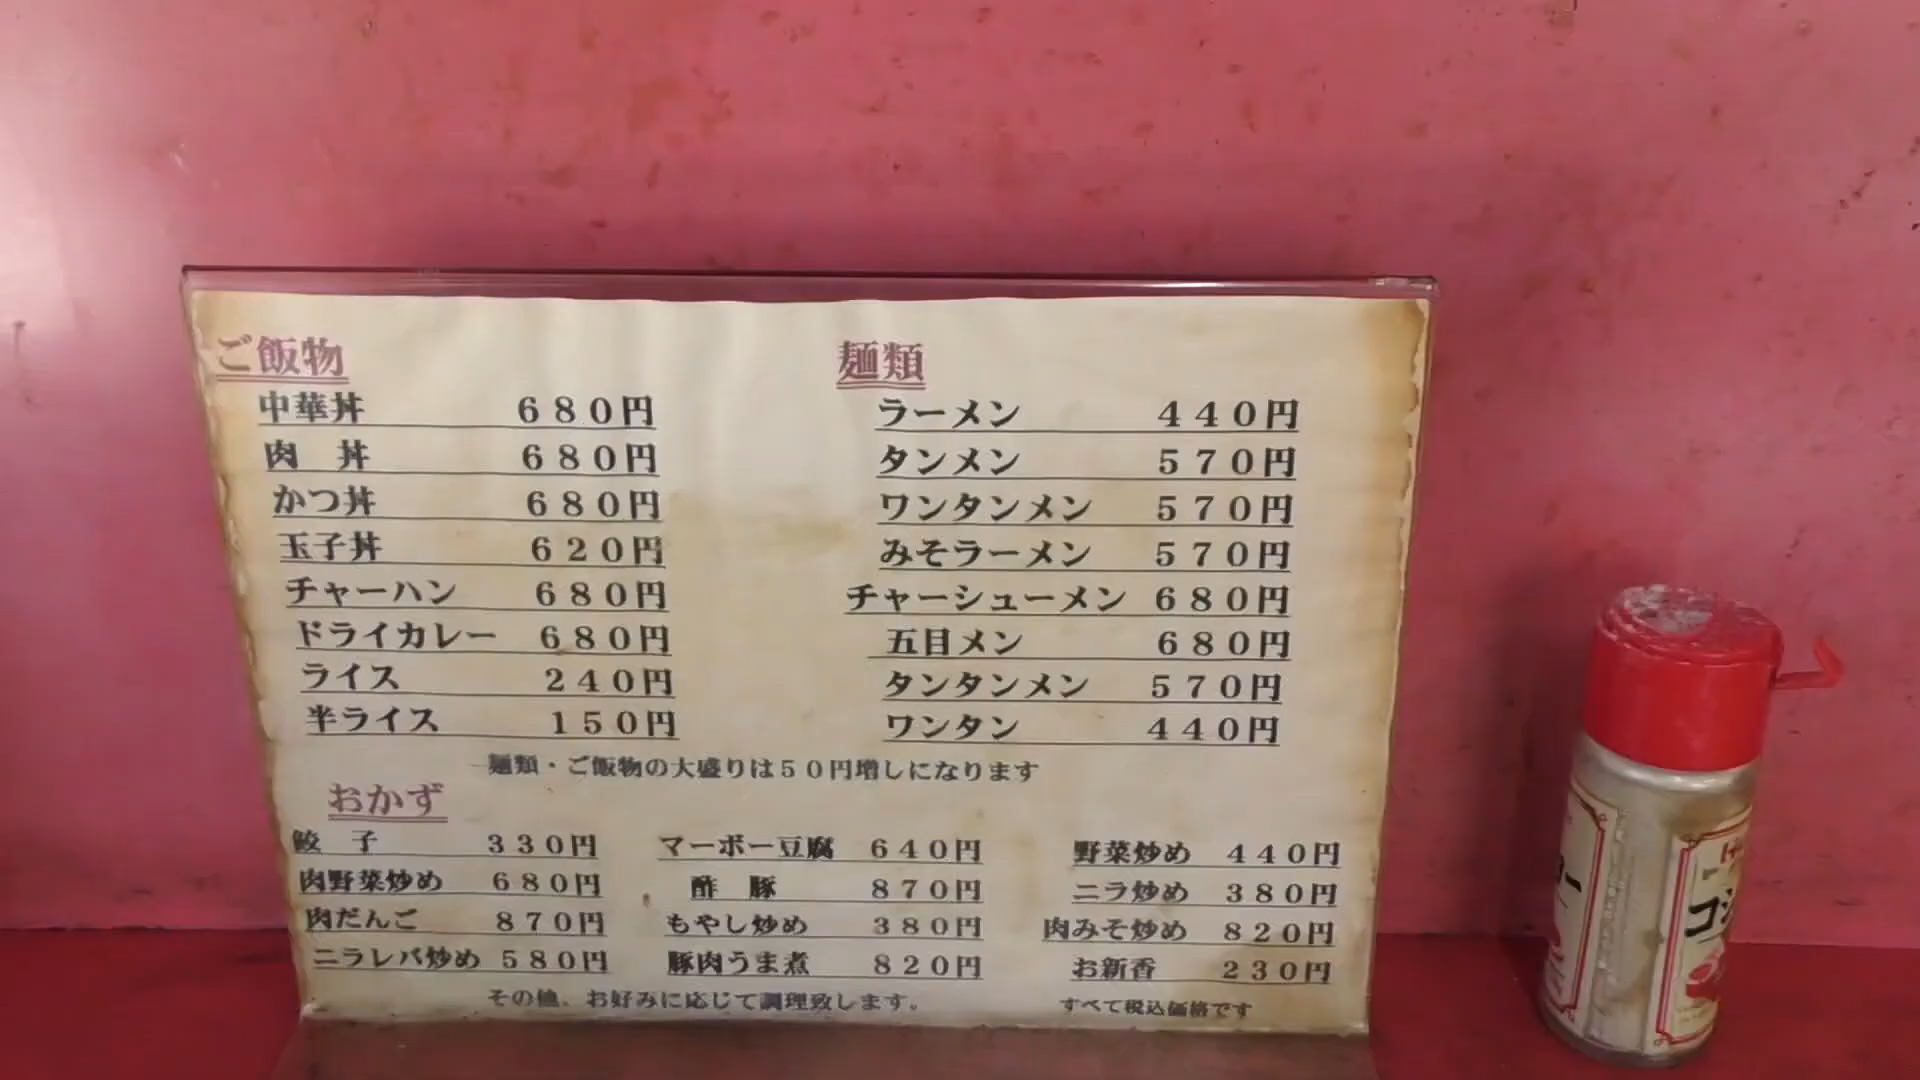 ご飯物
中華丼 680円
肉 丼 680円
かつ丼 680円
玉子丼 620円
チャーハン 680円
ドライカレー 680円
ライス 240円
半ライス 150円
麺類
ラーメン 440円
タンメン 570円
ワンタンメン 570円
みそラーメン 570円
チャーシューメン 680円
五目メン 680円
タンタンメン 570円
ワンタン 440円
麺類・ご飯物の大盛りは50円増しになります
おかず
餃 子 330円
肉野菜炒め 680円
肉だんご 870円
ニラレバ炒め 580円
マーボー豆腐 640円
酢 豚 870円
もやし炒め 380円
豚肉うま煮 820円
野菜炒め 440円
ニラ炒め 380円
肉みそ炒め 820円
お新香 230円
その他、お好みに応じて調理致します。
すべて税込価格です